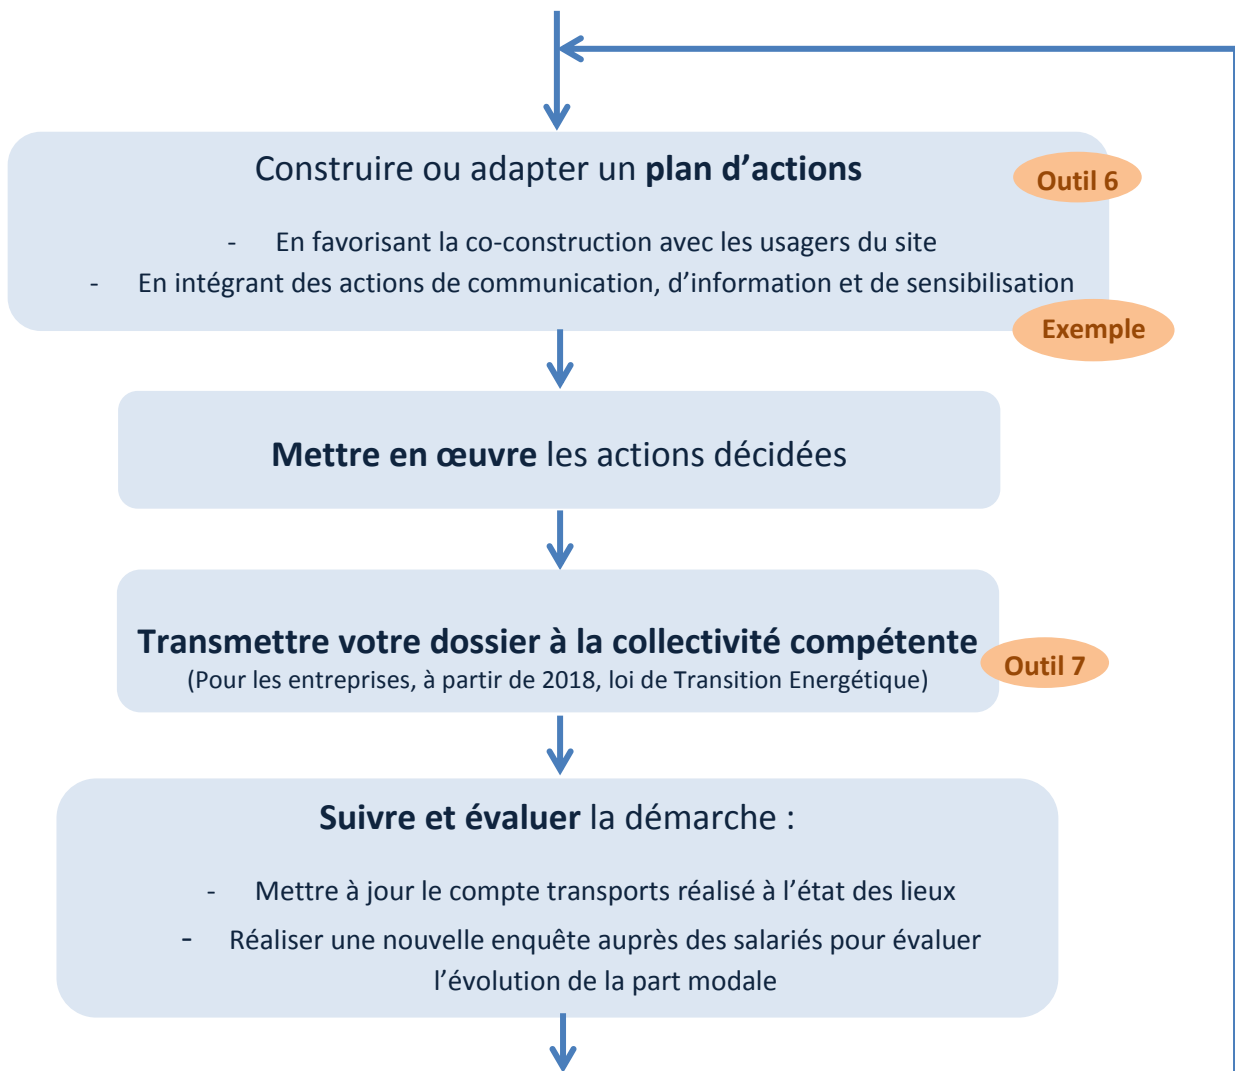 Construire ou adapter un plan d’actions
Outil 6
- En favorisant la co-construction avec les usagers du site
- En intégrant des actions de communication, d’information et de sensibilisation
Exemple
Mettre en œuvre les actions décidées
Transmettre votre dossier à la collectivité compétente
(Pour les entreprises, à partir de 2018, loi de Transition Energétique)
Outil 7
Suivre et évaluer la démarche :
- Mettre à jour le compte transports réalisé à l’état des lieux
- Réaliser une nouvelle enquête auprès des salariés pour évaluer
l’évolution de la part modale